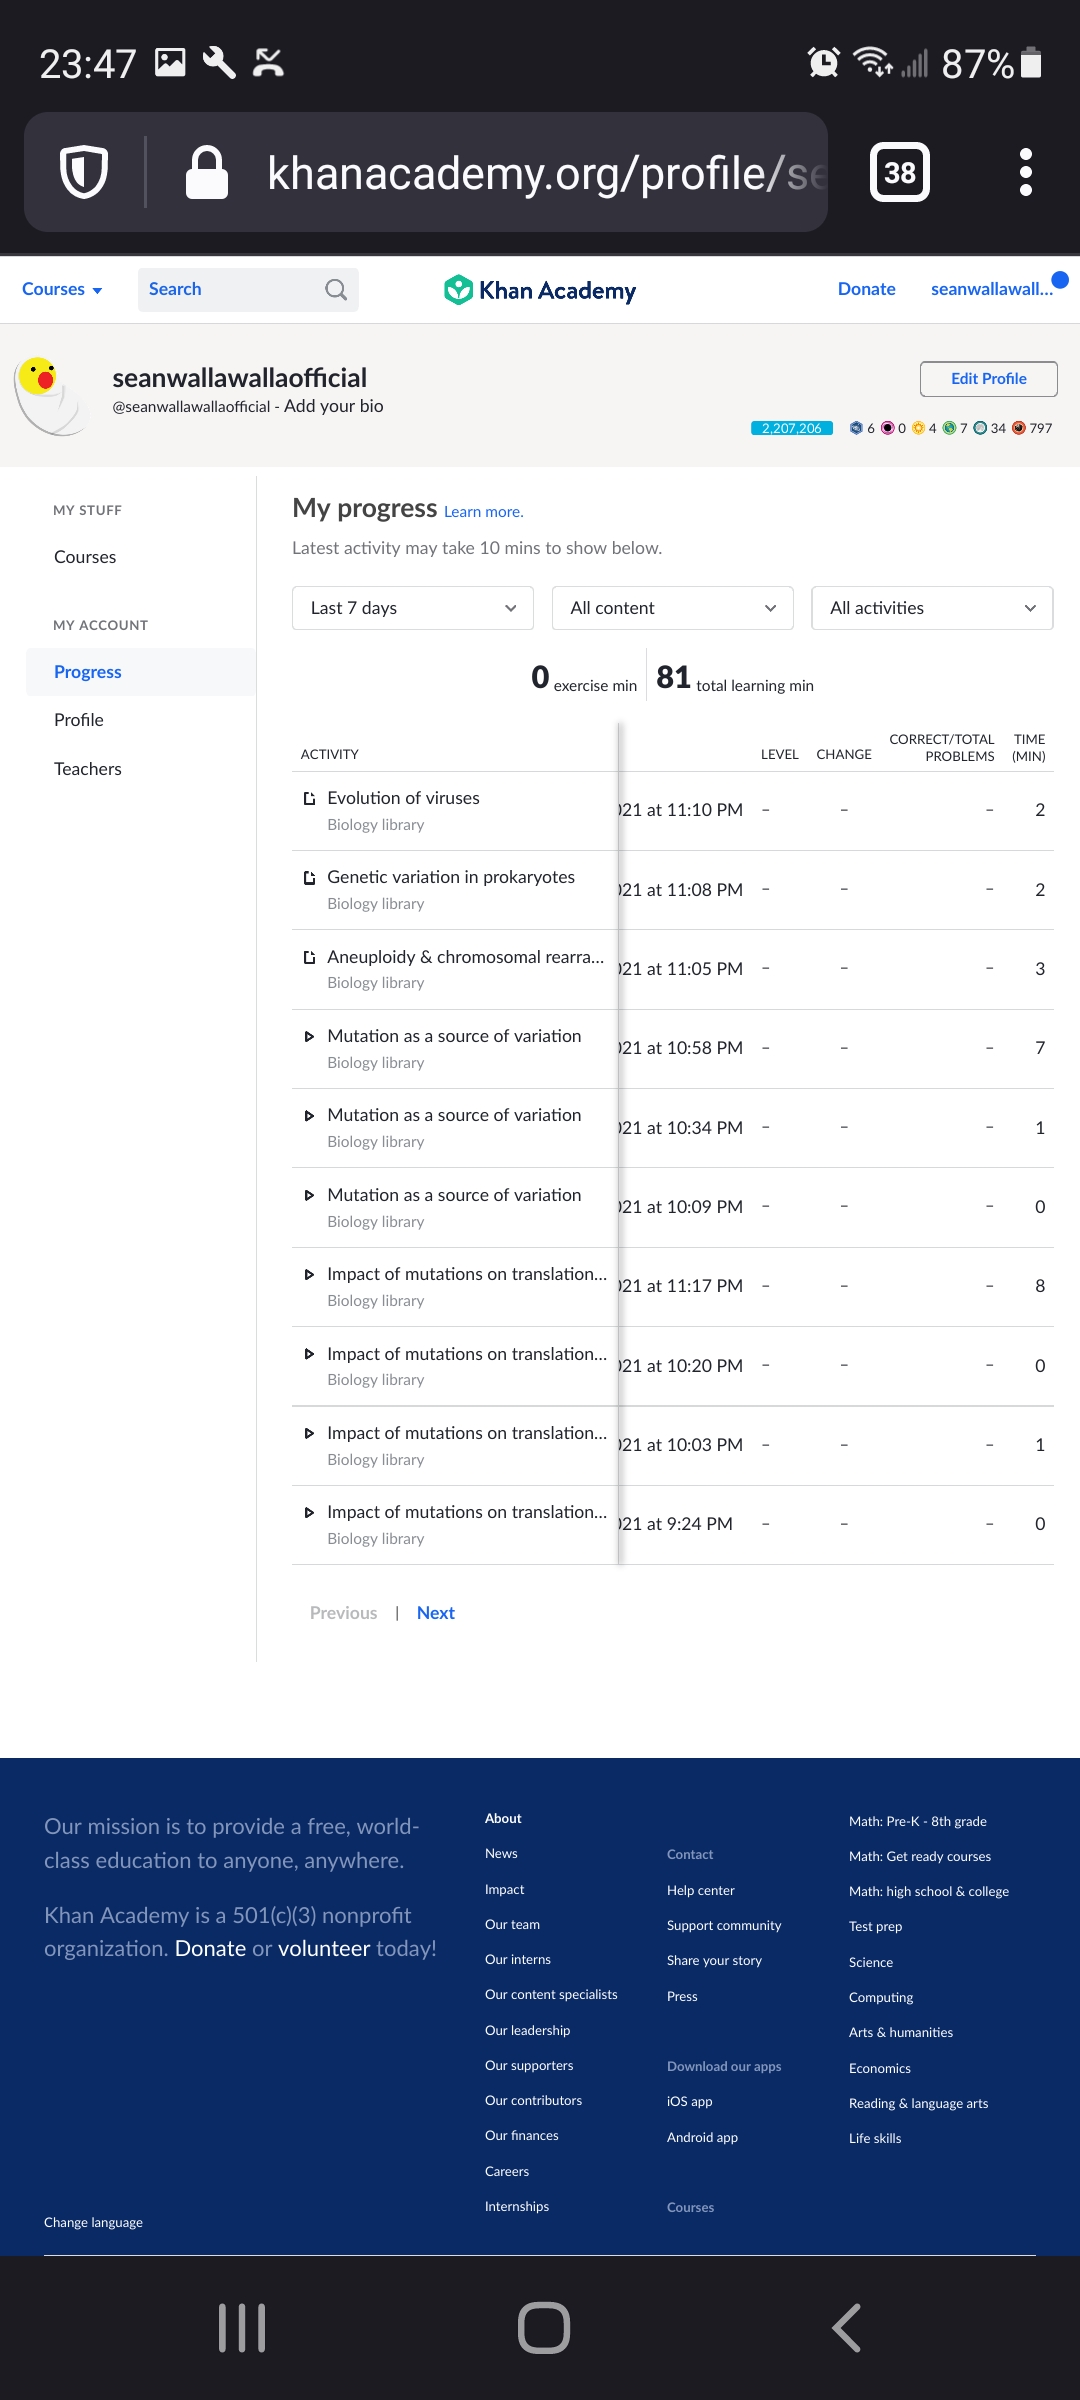 23:47
87%
khanacademy.org/profile/se
38
Courses
Search
Khan Academy
Donate
seanwallawall...
seanwallawallaofficial
@seanwallawallaofficial - Add your bio
Edit Profile
2,207,206
6 0 4 7 34 797
MY STUFF
Courses
MY ACCOUNT
Progress
Profile
Teachers
My progress Learn more.
Latest activity may take 10 mins to show below.
Last 7 days
All content
All activities
0 exercise min
81 total learning min
ACTIVITY LEVEL CHANGE CORRECT/TOTAL PROBLEMS TIME (MIN)
Evolution of viruses
Biology library
021 at 11:10 PM – – – 2
Genetic variation in prokaryotes
Biology library
021 at 11:08 PM – – – 2
Aneuploidy & chromosomal rearra...
Biology library
021 at 11:05 PM – – – 3
Mutation as a source of variation
Biology library
021 at 10:58 PM – – – 7
Mutation as a source of variation
Biology library
021 at 10:34 PM – – – 1
Mutation as a source of variation
Biology library
021 at 10:09 PM – – – 0
Impact of mutations on translation...
Biology library
021 at 11:17 PM – – – 8
Impact of mutations on translation...
Biology library
021 at 10:20 PM – – – 0
Impact of mutations on translation...
Biology library
021 at 10:03 PM – – – 1
Impact of mutations on translation...
Biology library
021 at 9:24 PM – – – 0
Previous | Next
Our mission is to provide a free, world-
class education to anyone, anywhere.
Khan Academy is a 501(c)(3) nonprofit
organization. Donate or volunteer today!
Change language
About
News
Impact
Our team
Our interns
Our content specialists
Our leadership
Our supporters
Our contributors
Our finances
Careers
Internships
Contact
Help center
Support community
Share your story
Press
Download our apps
iOS app
Android app
Courses
Math: Pre-K - 8th grade
Math: Get ready courses
Math: high school & college
Test prep
Science
Computing
Arts & humanities
Economics
Reading & language arts
Life skills